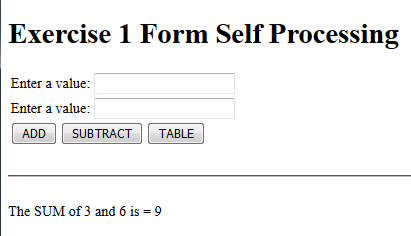 Exercise 1 Form Self Processing
Enter a value:
Enter a value:
ADD SUBTRACT TABLE
The SUM of 3 and 6 is = 9